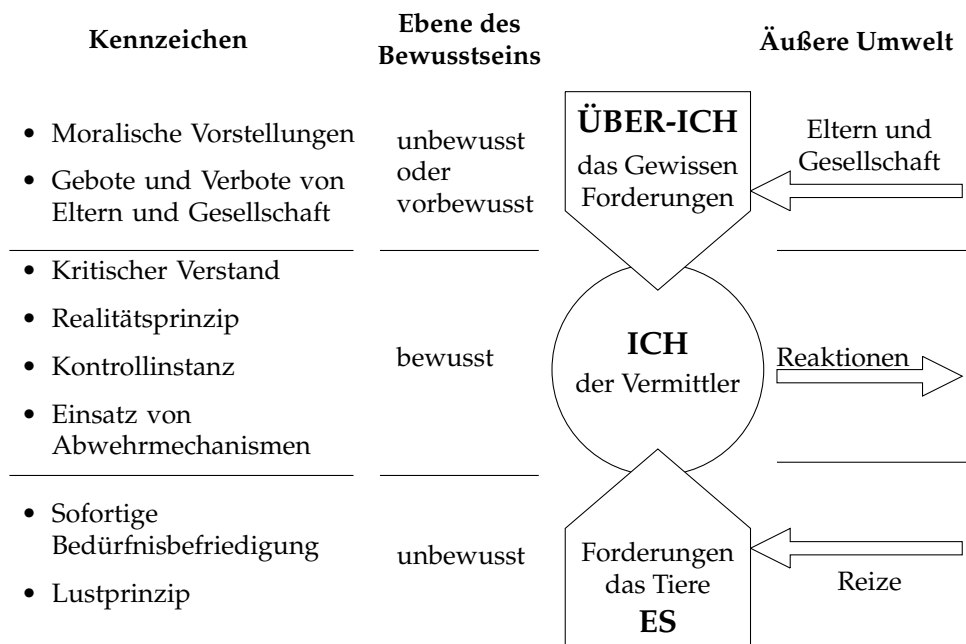 Kennzeichen
Ebene des
Bewusstseins
Äußere Umwelt
• Moralische Vorstellungen
• Gebote und Verbote von
Eltern und Gesellschaft
unbewusst
oder
vorbewusst
ÜBER-ICH
das Gewissen
Forderungen
Eltern und
Gesellschaft
• Kritischer Verstand
• Realitätsprinzip
• Kontrollinstanz
• Einsatz von
Abwehrmechanismen
bewusst
ICH
der Vermittler
Reaktionen
• Sofortige
Bedürfnisbefriedigung
• Lustprinzip
unbewusst
Forderungen
das Tiere
ES
Reize